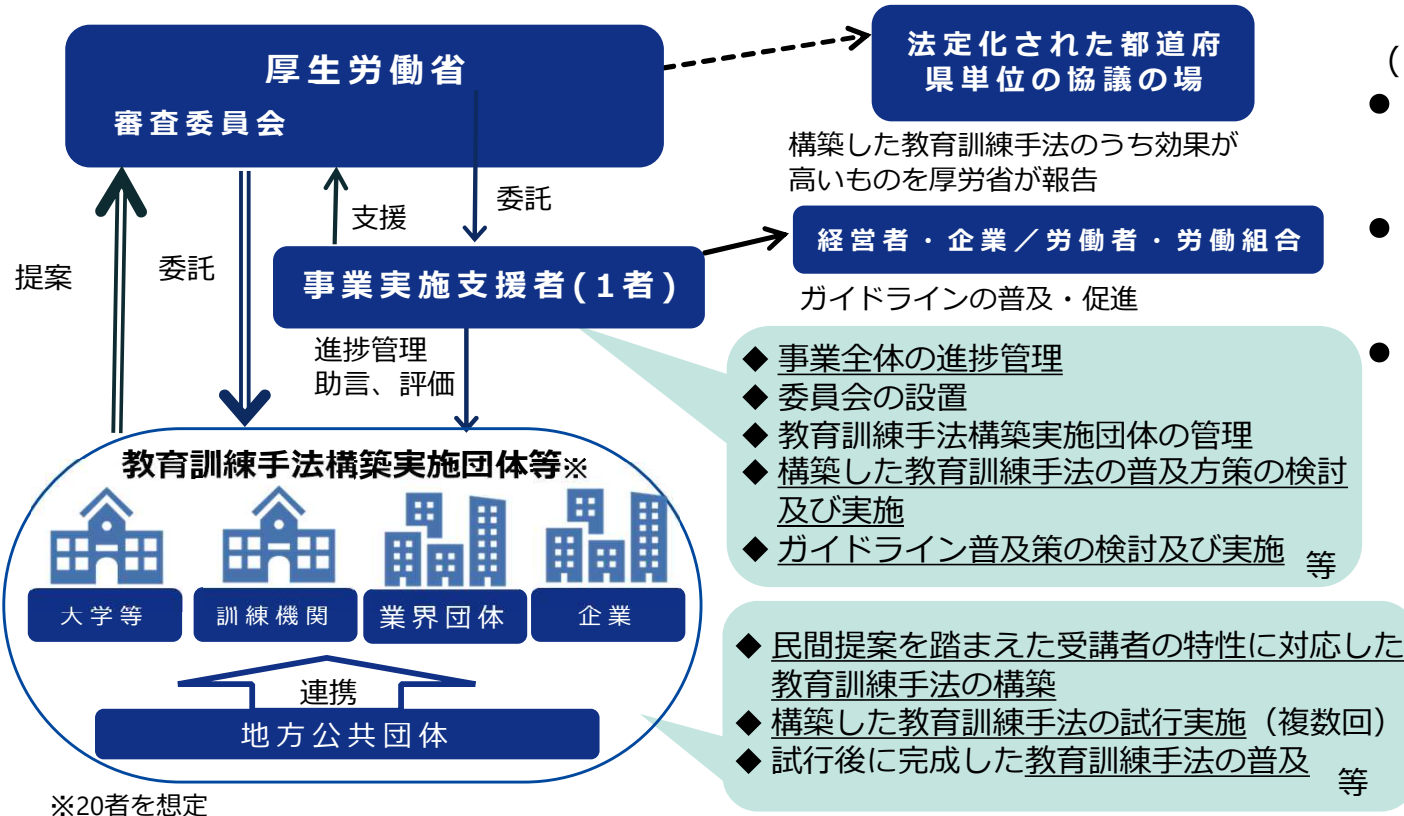 厚生労働省
審査委員会
法定化された都道府
県単位の協議の場
(
●
構築した教育訓練手法のうち効果が
高いものを厚労省が報告
●
提案
委託
支援
委託
経営者・企業／労働者・労働組合
事業実施支援者(1者)
ガイドラインの普及・促進
●
進捗管理
助言、評価
◆ 事業全体の進捗管理
◆ 委員会の設置
◆ 教育訓練手法構築実施団体の管理
◆ 構築した教育訓練手法の普及方策の検討
及び実施
◆ ガイドライン普及策の検討及び実施 等
教育訓練手法構築実施団体等※
大学等
訓練機関
業界団体
企業
連携
地方公共団体
◆ 民間提案を踏まえた受講者の特性に対応した
教育訓練手法の構築
◆ 構築した教育訓練手法の試行実施（複数回）
◆ 試行後に完成した教育訓練手法の普及 等
※20者を想定